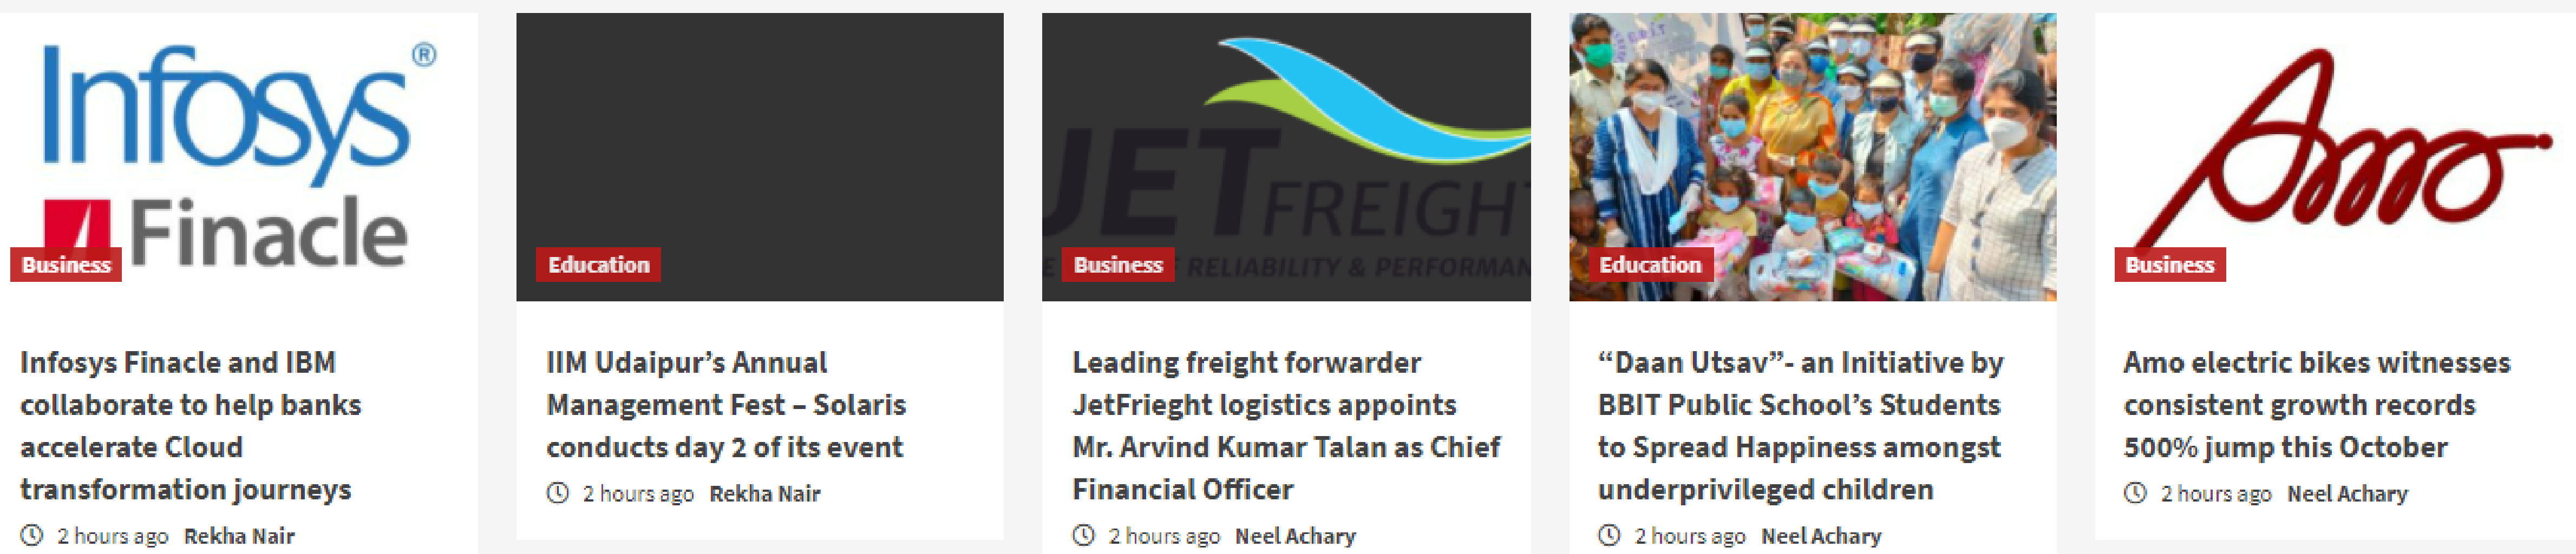 Infosys®
Finacle
Business
Infosys Finacle and IBM
collaborate to help banks
accelerate Cloud
transformation journeys
2 hours ago Rekha Nair
Education
IIM Udaipur’s Annual
Management Fest – Solaris
conducts day 2 of its event
2 hours ago Rekha Nair
JET FREIGHT
RELIABILITY & PERFORMAN
Business
Leading freight forwarder
JetFrieght logistics appoints
Mr. Arvind Kumar Talan as Chief
Financial Officer
2 hours ago Neel Achary
Education
“Daan Utsav”- an Initiative by
BBIT Public School’s Students
to Spread Happiness amongst
underprivileged children
2 hours ago Neel Achary
Amo
Business
Amo electric bikes witnesses
consistent growth records
500% jump this October
2 hours ago Neel Achary